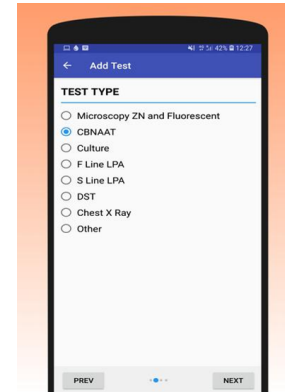 42% 12:27
Add Test
TEST TYPE
Microscopy ZN and Fluorescent
CBNAAT
Culture
F Line LPA
S Line LPA
DST
Chest X Ray
Other
PREV NEXT